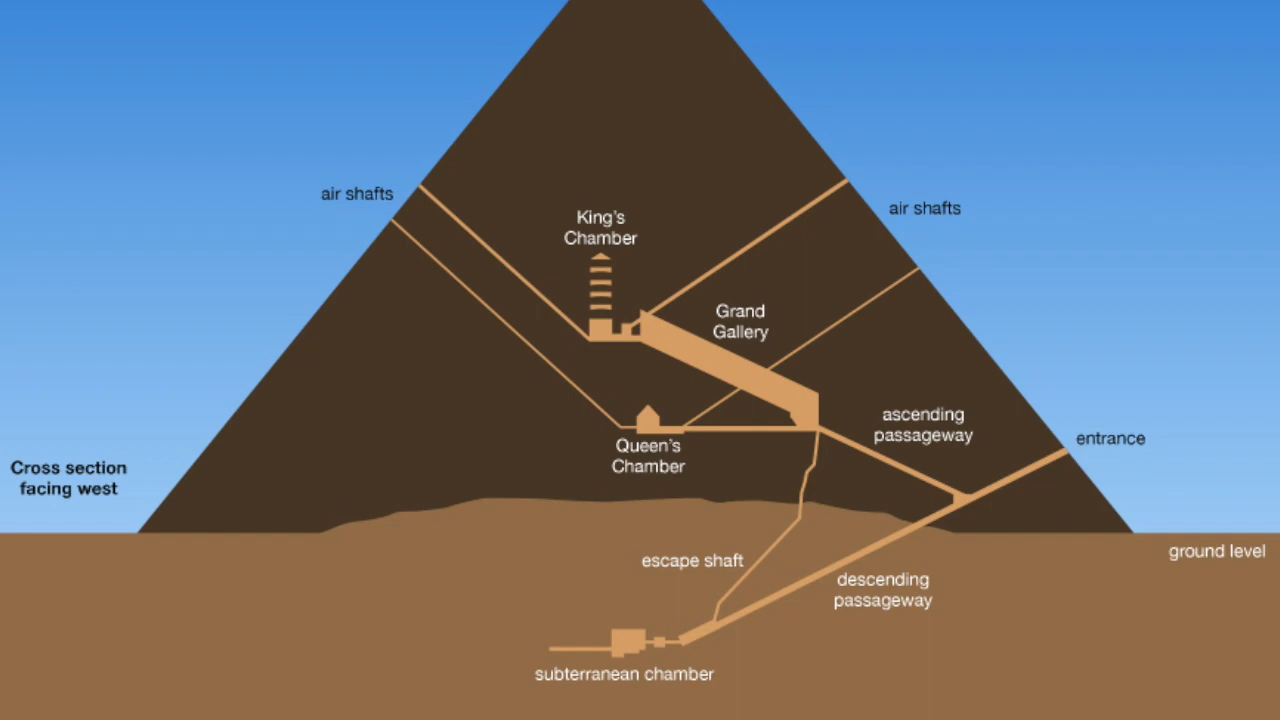 air shafts
King's
Chamber
air shafts
Grand
Gallery
ascending
passageway
entrance
Queen's
Chamber
Cross section
facing west
ground level
escape shaft
descending
passageway
subterranean chamber